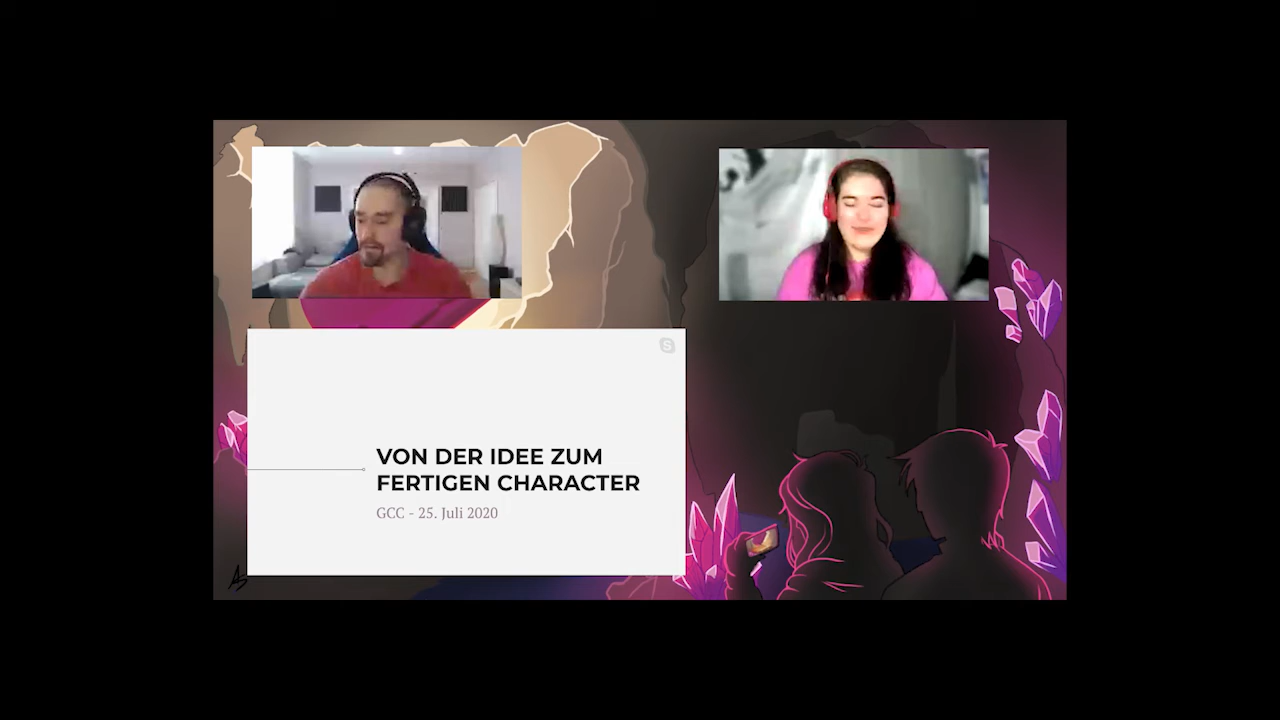 VON DER IDEE ZUM
FERTIGEN CHARACTER
GCC - 25. Juli 2020